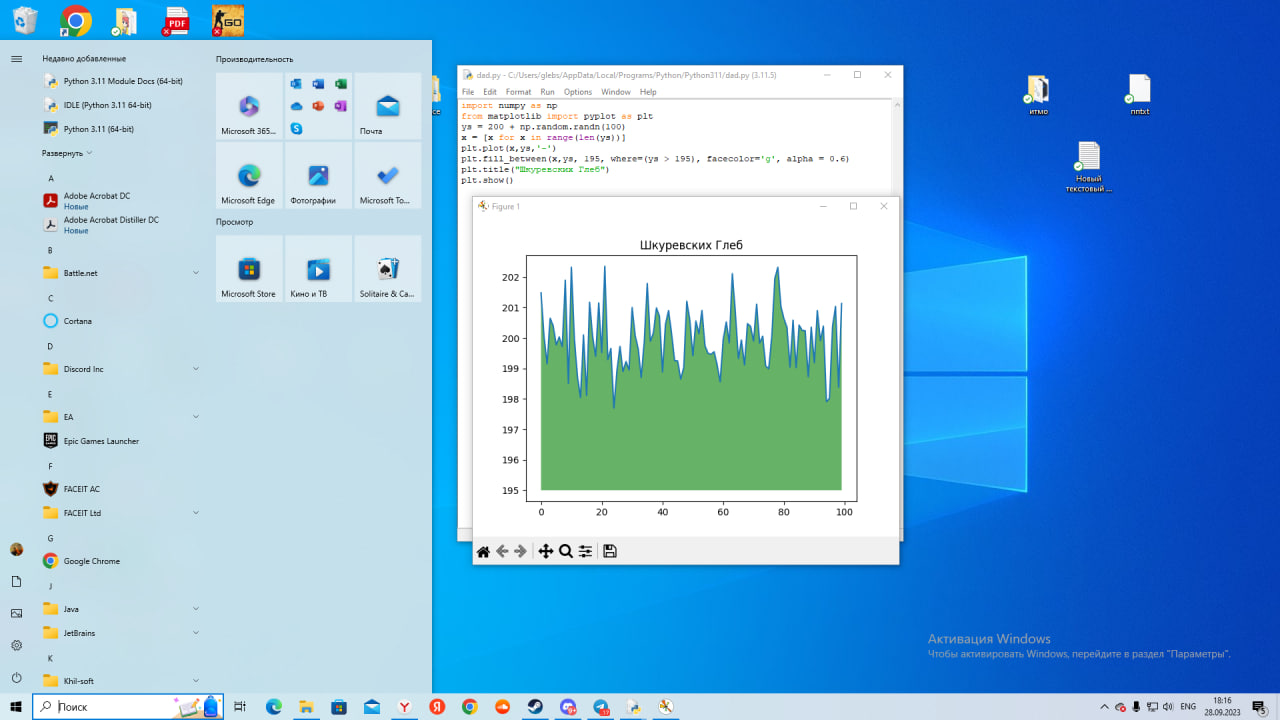 PDF
GO
Недавно добавленные
Python 3.11 Module Docs (64-bit)
IDLE (Python 3.11 64-bit)
Python 3.11 (64-bit)
Развернуть
A
Adobe Acrobat DC
Новые
Adobe Acrobat Distiller DC
Новые
B
Battle.net
C
Cortana
D
Discord Inc
E
EA
Epic Games Launcher
F
FACEIT AC
FACEIT Ltd
G
Google Chrome
J
Java
JetBrains
K
Khil-soft
Производительность
Microsoft 365...
Почта
Microsoft Edge
Фотографии
Microsoft To...
Просмотр
Microsoft Store
Кино и ТВ
Solitaire & Ca...
dad.py - C:/Users/glebs/AppData/Local/Programs/Python/Python311/dad.py (3.11.5)
File Edit Format Run Options Window Help
import numpy as np
from matplotlib import pyplot as plt
ys = 200 + np.random.randn(100)
x = [x for x in range(len(ys))]
plt.plot(x,ys,'-')
plt.fill_between(x,ys, 195, where=(ys > 195), facecolor='g', alpha = 0.6)
plt.title("Шкуревских Глеб")
plt.show()
Figure 1
Шкуревских Глеб
202
201
200
199
198
197
196
195
0 20 40 60 80 100
итмо
nntxt
Новый
текстовый ...
Активация Windows
Чтобы активировать Windows, перейдите в раздел "Параметры".
Поиск
ENG
18:16
28.09.2023